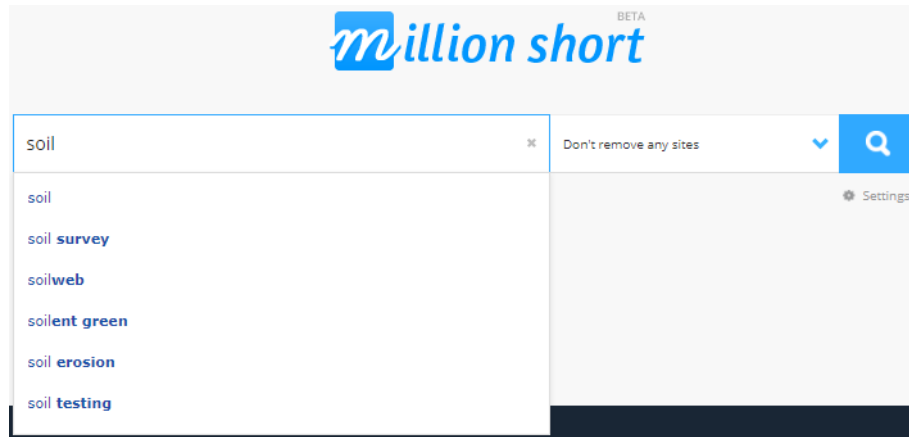 BETA
million short
soil
Don't remove any sites
Settings
soil
soil survey
soilweb
soilent green
soil erosion
soil testing